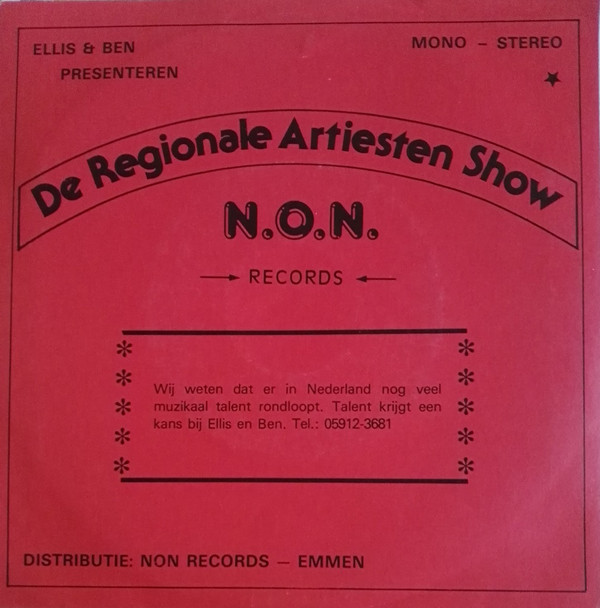 ELLIS & BEN
PRESENTEREN
MONO – STEREO
De Regionale Artiesten Show
N.O.N.
RECORDS
Wij weten dat er in Nederland nog veel
muzikaal talent rondloopt. Talent krijgt een
kans bij Ellis en Ben. Tel.: 05912-3681
DISTRIBUTIE: NON RECORDS — EMMEN